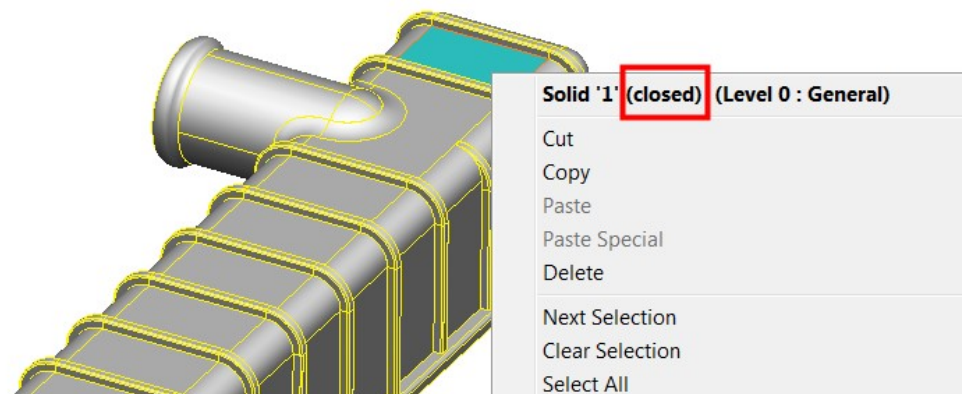 Solid '1' (closed) (Level 0 : General)
Cut
Copy
Paste
Paste Special
Delete
Next Selection
Clear Selection
Select All